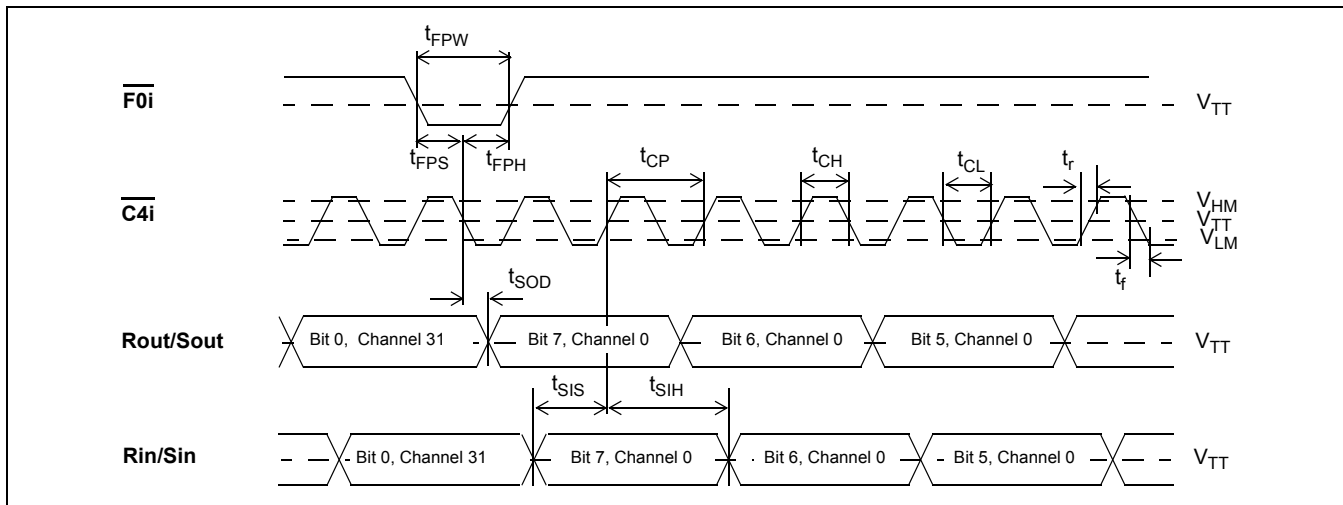 tFPW
F0i
VTT
tFPS
tFPH
tCP
tCH
tCL
tr
C4i
VHM
VTT
VLM
tf
tSOD
Rout/Sout
Bit 0, Channel 31
Bit 7, Channel 0
Bit 6, Channel 0
Bit 5, Channel 0
VTT
tSIS
tSIH
Rin/Sin
Bit 0, Channel 31
Bit 7, Channel 0
Bit 6, Channel 0
Bit 5, Channel 0
VTT